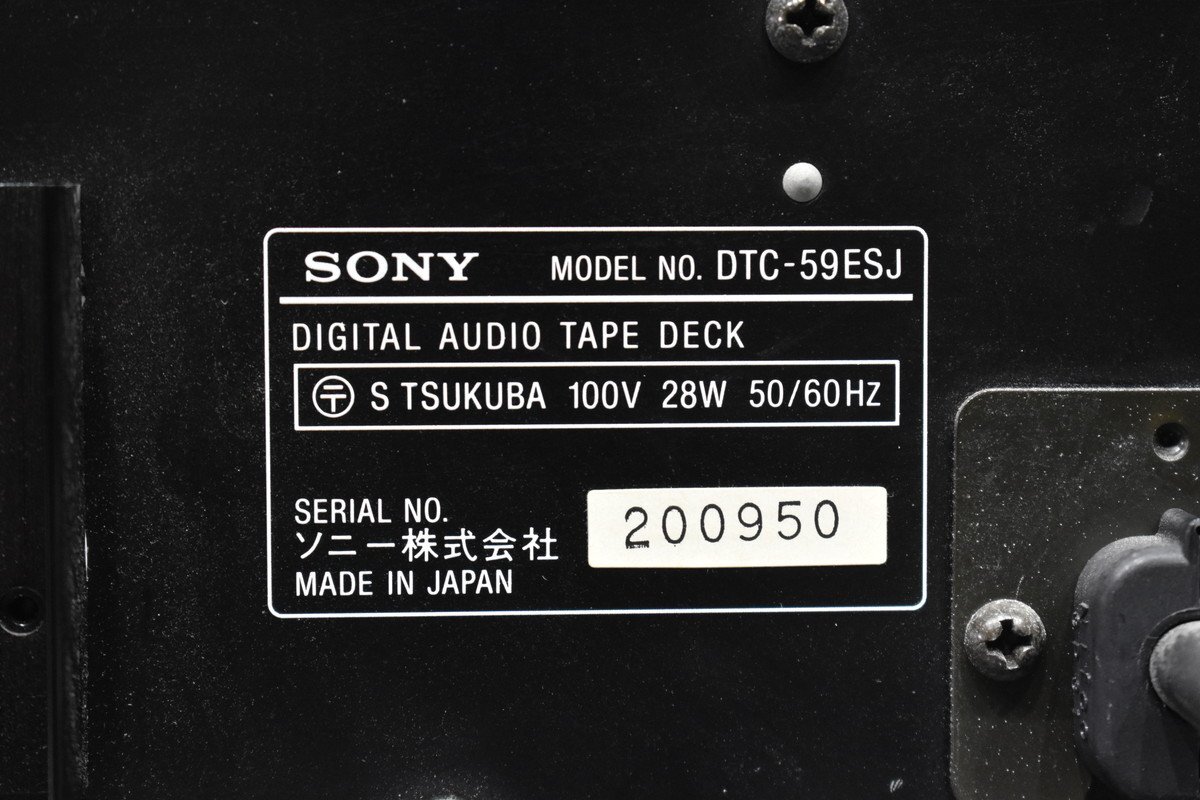 SONY MODEL NO. DTC-59ESJ
DIGITAL AUDIO TAPE DECK
〶 S TSUKUBA 100V 28W 50/60Hz
SERIAL NO. 200950
ソニー株式会社
MADE IN JAPAN